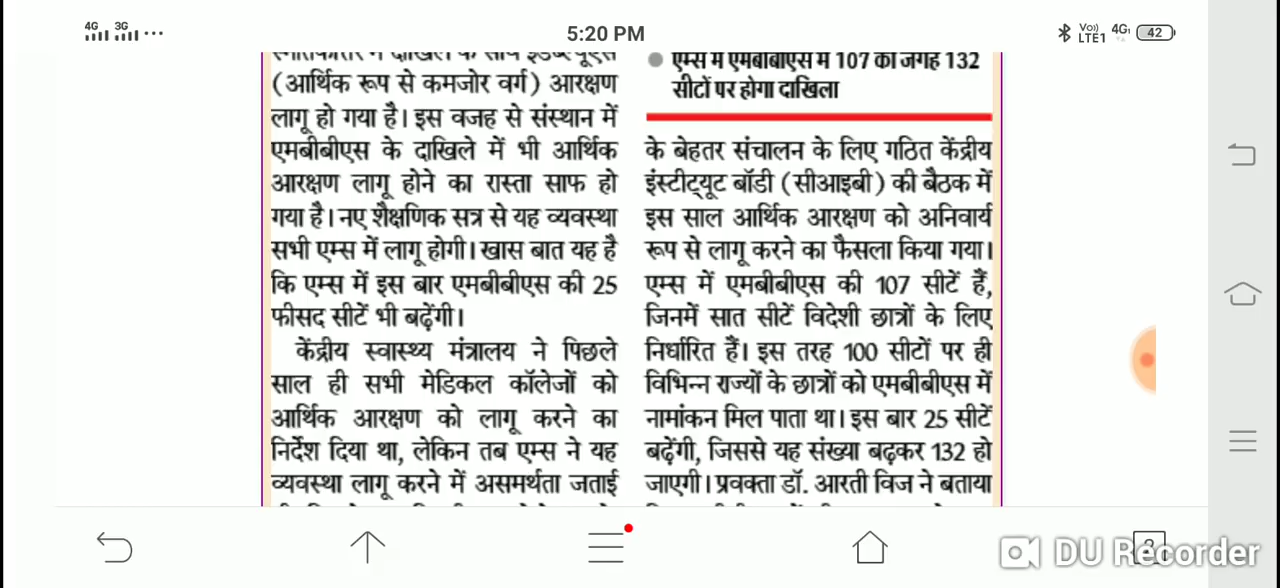 4G 3G
5:20 PM
Vo)) LTE1 4G 42
(आर्थिक रूप से कमजोर वर्ग) आरक्षण
लागू हो गया है। इस वजह से संस्थान में
एमबीबीएस के दाखिले में भी आर्थिक
आरक्षण लागू होने का रास्ता साफ हो
गया है। नए शैक्षणिक सत्र से यह व्यवस्था
सभी एम्स में लागू होगी। खास बात यह है
कि एम्स में इस बार एमबीबीएस की 25
फीसद सीटें भी बढ़ेंगी।
केंद्रीय स्वास्थ्य मंत्रालय ने पिछले
साल ही सभी मेडिकल कॉलेजों को
आर्थिक आरक्षण को लागू करने का
निर्देश दिया था, लेकिन तब एम्स ने यह
व्यवस्था लागू करने में असमर्थता जताई
एम्स में एमबीबीएस में 107 की जगह 132
सीटों पर होगा दाखिला
के बेहतर संचालन के लिए गठित केंद्रीय
इंस्टीट्यूट बॉडी (सीआइबी) की बैठक में
इस साल आर्थिक आरक्षण को अनिवार्य
रूप से लागू करने का फैसला किया गया।
एम्स में एमबीबीएस की 107 सीटें हैं,
जिनमें सात सीटें विदेशी छात्रों के लिए
निर्धारित हैं। इस तरह 100 सीटों पर ही
विभिन्न राज्यों के छात्रों को एमबीबीएस में
नामांकन मिल पाता था। इस बार 25 सीटें
बढ़ेंगी, जिससे यह संख्या बढ़कर 132 हो
जाएगी। प्रवक्ता डॉ. आरती विज ने बताया
DU Recorder